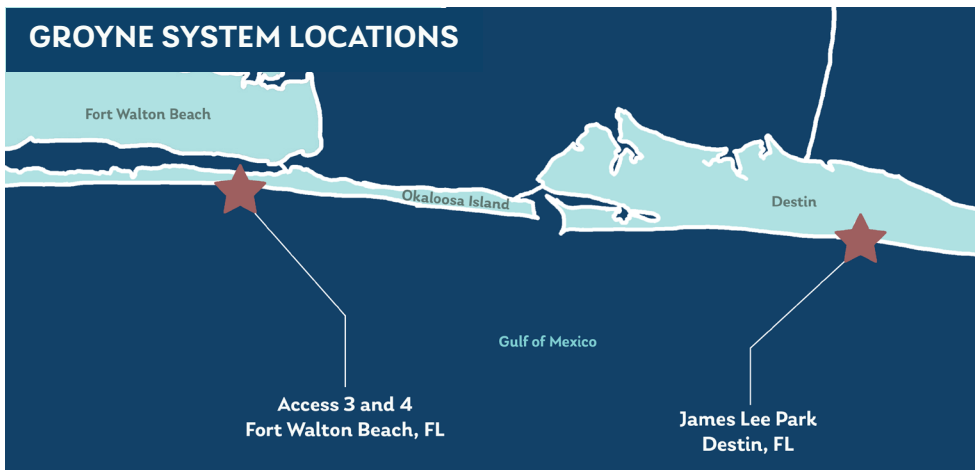 GROYNE SYSTEM LOCATIONS
Fort Walton Beach
Okaloosa Island
Destin
Gulf of Mexico
Access 3 and 4
Fort Walton Beach, FL
James Lee Park
Destin, FL